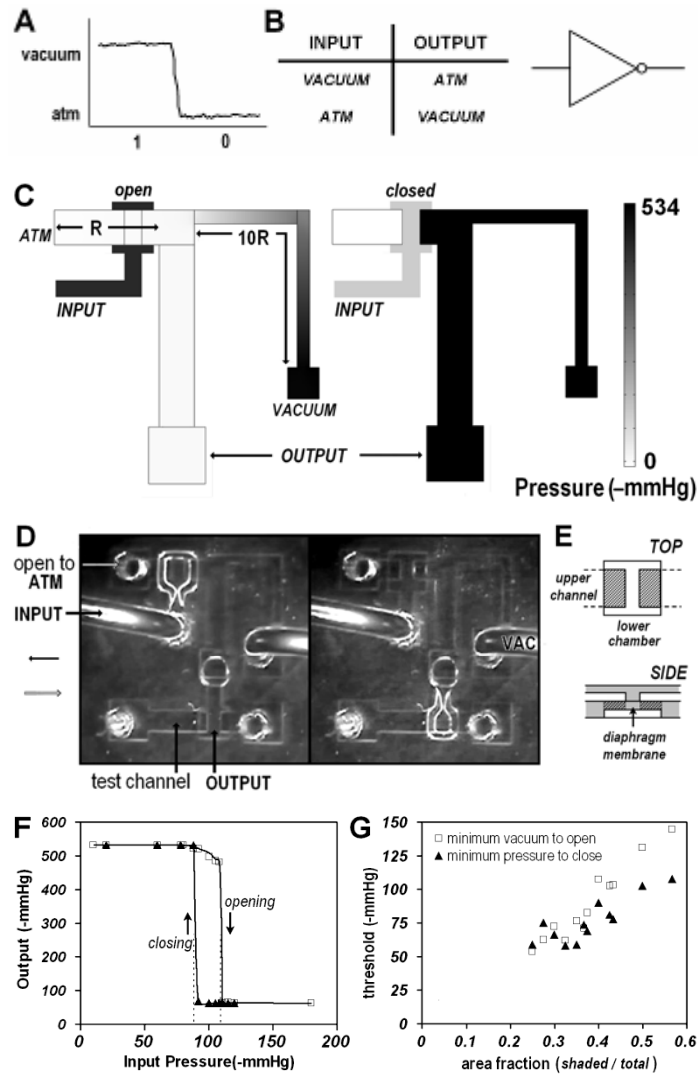 A
vacuum
atm
1 0
B
INPUT OUTPUT
VACUUM ATM
ATM VACUUM
C
open
ATM
R
10R
INPUT
VACUUM
closed
INPUT
OUTPUT
534
0
Pressure (–mmHg)
D
open to
ATM
INPUT
VAC
test channel OUTPUT
E
TOP
upper
channel
lower
chamber
SIDE
diaphragm
membrane
F
600
500
400
300
200
100
0
Output (-mmHg)
closing
opening
0 50 100 150 200
Input Pressure(-mmHg)
G
150
125
100
75
50
25
0
threshold (-mmHg)
minimum vacuum to open
minimum pressure to close
0 0.1 0.2 0.3 0.4 0.5 0.6
area fraction (shaded / total)